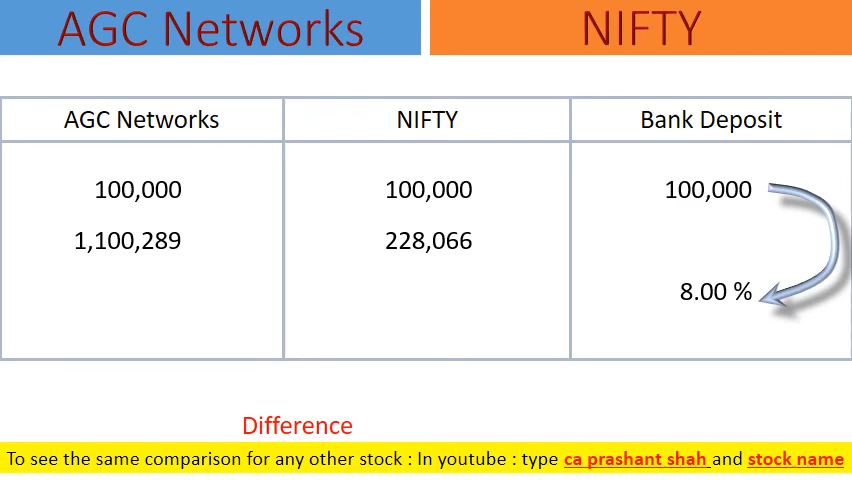 AGC Networks NIFTY
AGC Networks NIFTY Bank Deposit
100,000 100,000 100,000
1,100,289 228,066
8.00 %
Difference
To see the same comparison for any other stock : In youtube : type ca prashant shah and stock name